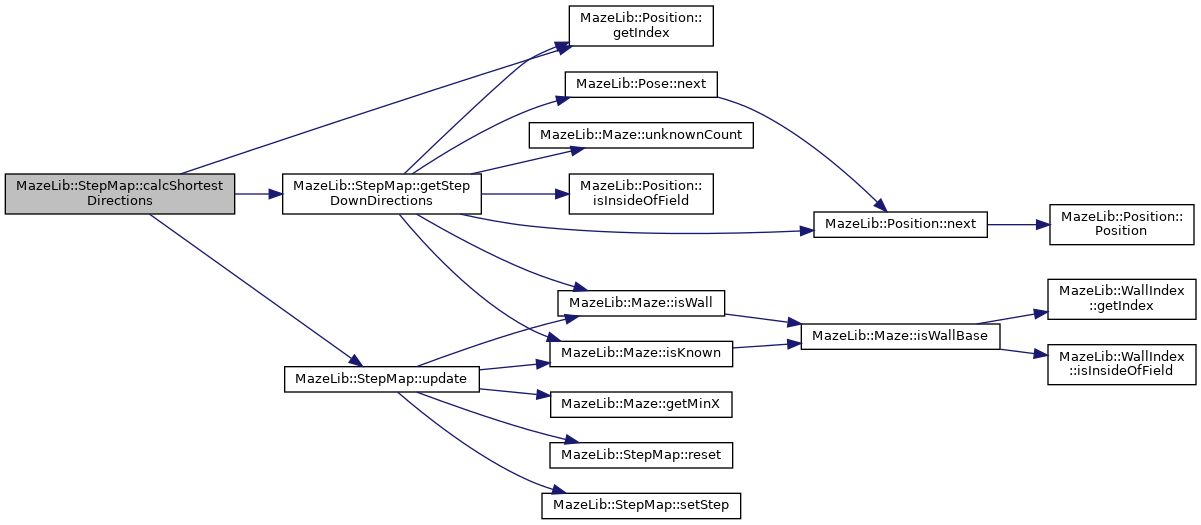 MazeLib::StepMap::calcShortest
Directions
MazeLib::StepMap::getStep
DownDirections
MazeLib::StepMap::update
MazeLib::Position::
getIndex
MazeLib::Pose::next
MazeLib::Maze::unknownCount
MazeLib::Position::
isInsideOfField
MazeLib::Maze::isWall
MazeLib::Maze::isKnown
MazeLib::Maze::getMinX
MazeLib::StepMap::reset
MazeLib::StepMap::setStep
MazeLib::Position::next
MazeLib::Maze::isWallBase
MazeLib::Position::
Position
MazeLib::WallIndex
::getIndex
MazeLib::WallIndex
::isInsideOfField